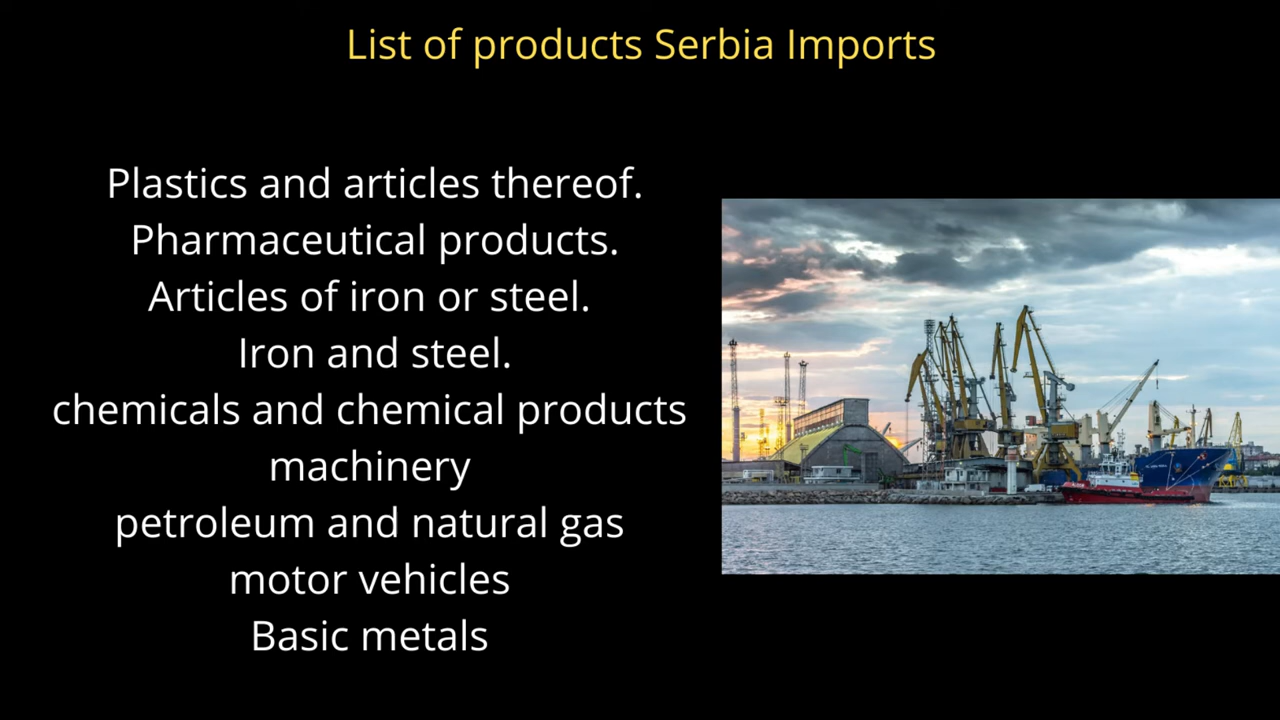 List of products Serbia Imports
Plastics and articles thereof.
Pharmaceutical products.
Articles of iron or steel.
Iron and steel.
chemicals and chemical products
machinery
petroleum and natural gas
motor vehicles
Basic metals